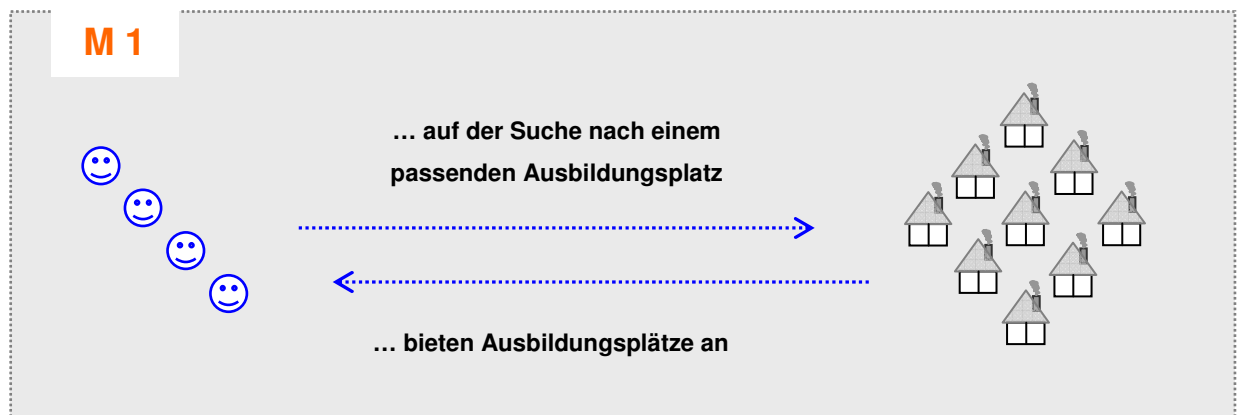 M 1
… auf der Suche nach einem
passenden Ausbildungsplatz
… bieten Ausbildungsplätze an